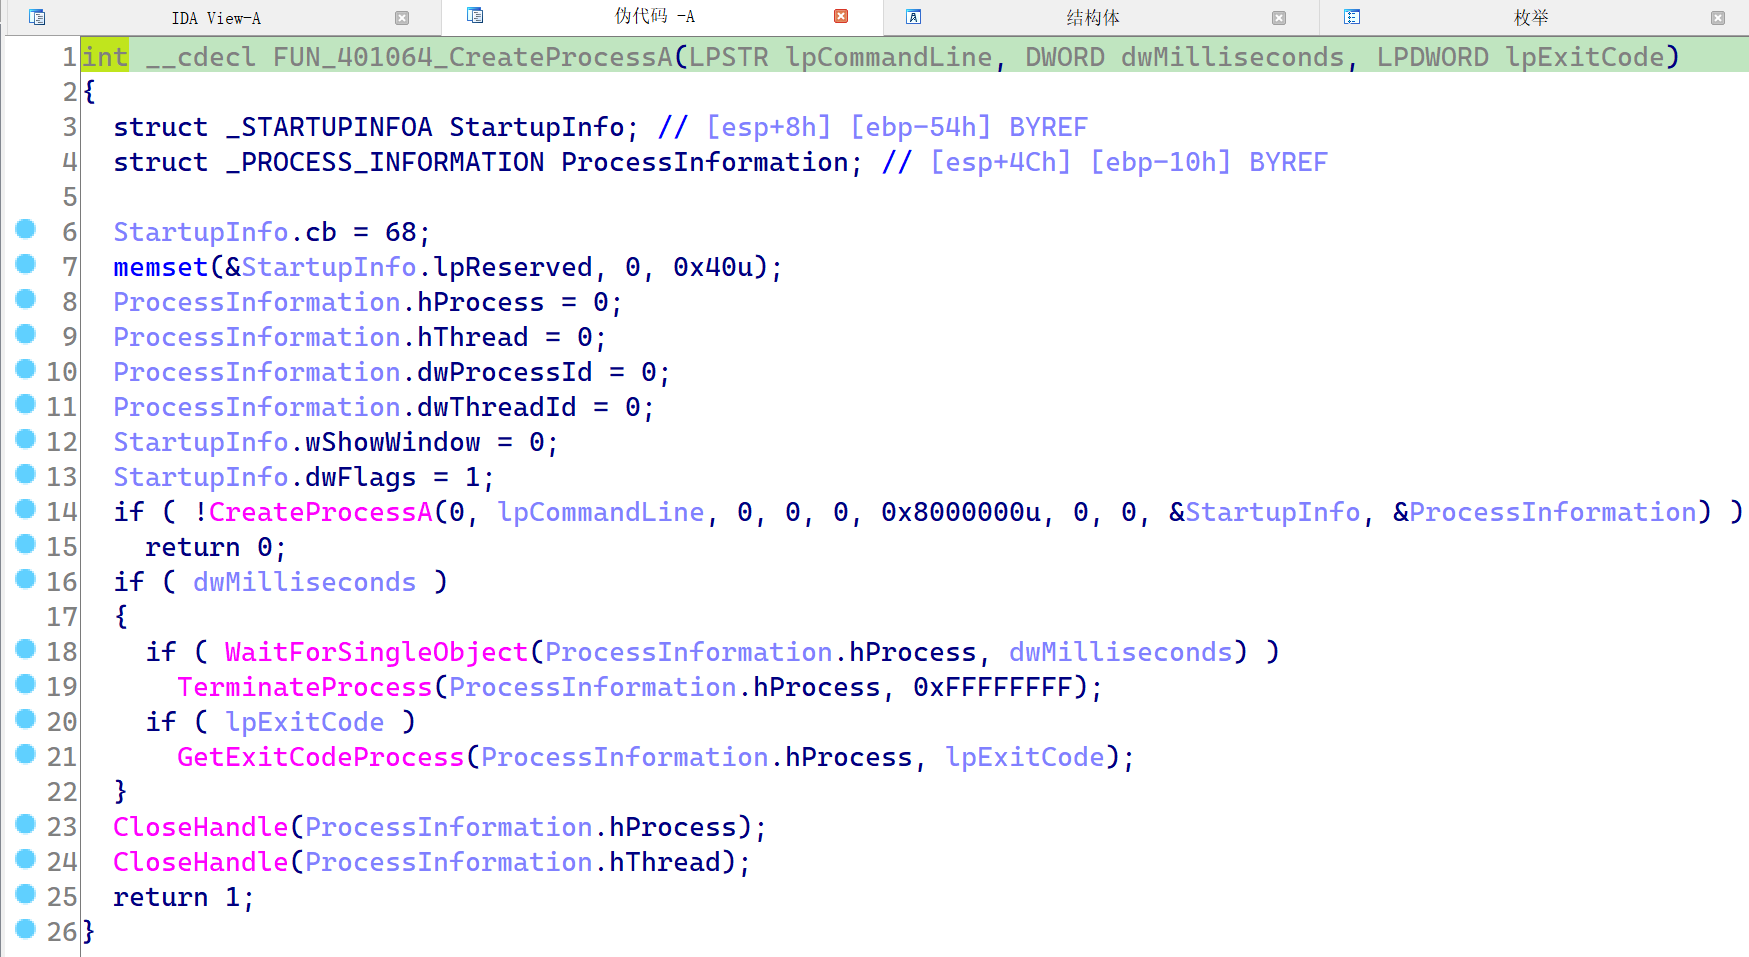 IDA View-A 伪代码 -A 结构体 枚举
1 int __cdecl FUN_401064_CreateProcessA(LPSTR lpCommandLine, DWORD dwMilliseconds, LPDWORD lpExitCode)
2 {
3   struct _STARTUPINFOA StartupInfo; // [esp+8h] [ebp-54h] BYREF
4   struct _PROCESS_INFORMATION ProcessInformation; // [esp+4Ch] [ebp-10h] BYREF
5
6   StartupInfo.cb = 68;
7   memset(&StartupInfo.lpReserved, 0, 0x40u);
8   ProcessInformation.hProcess = 0;
9   ProcessInformation.hThread = 0;
10   ProcessInformation.dwProcessId = 0;
11   ProcessInformation.dwThreadId = 0;
12   StartupInfo.wShowWindow = 0;
13   StartupInfo.dwFlags = 1;
14   if ( !CreateProcessA(0, lpCommandLine, 0, 0, 0, 0x8000000u, 0, 0, &StartupInfo, &ProcessInformation) )
15     return 0;
16   if ( dwMilliseconds )
17   {
18     if ( WaitForSingleObject(ProcessInformation.hProcess, dwMilliseconds) )
19       TerminateProcess(ProcessInformation.hProcess, 0xFFFFFFFF);
20     if ( lpExitCode )
21       GetExitCodeProcess(ProcessInformation.hProcess, lpExitCode);
22   }
23   CloseHandle(ProcessInformation.hProcess);
24   CloseHandle(ProcessInformation.hThread);
25   return 1;
26 }